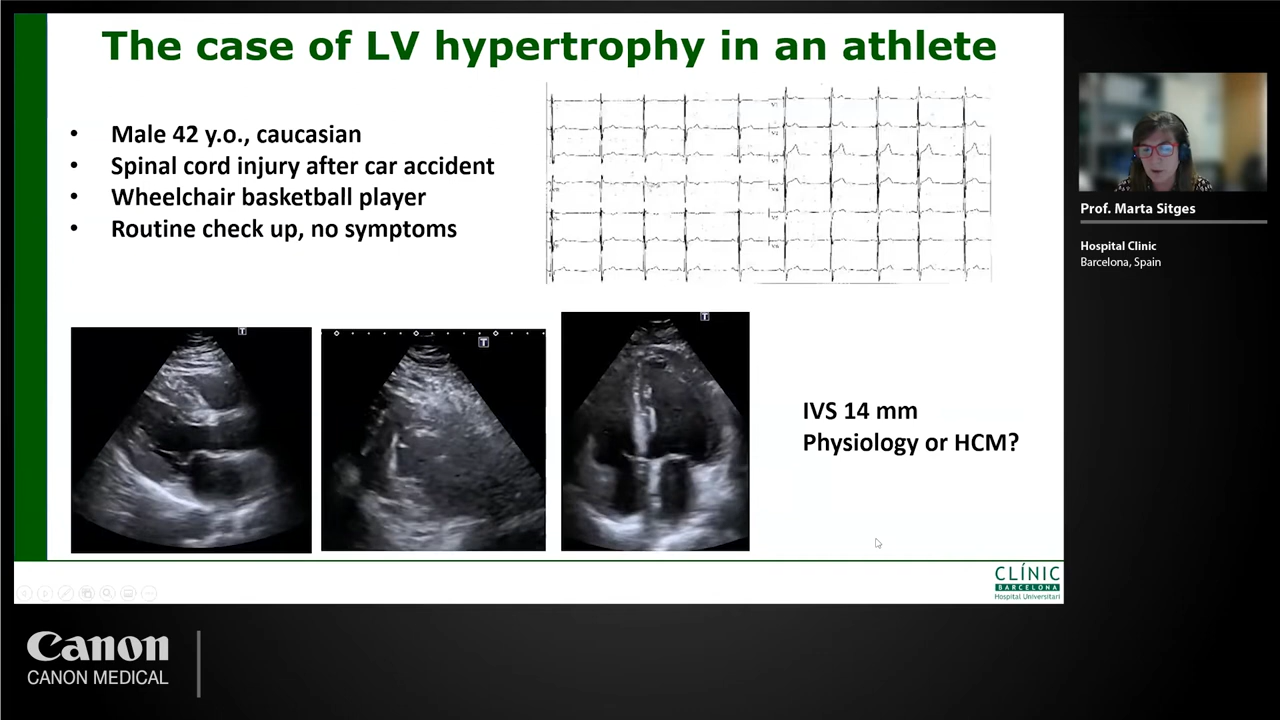 The case of LV hypertrophy in an athlete
• Male 42 y.o., caucasian
• Spinal cord injury after car accident
• Wheelchair basketball player
• Routine check up, no symptoms
T
T
T
IVS 14 mm
Physiology or HCM?
CLÍNIC
BARCELONA
Hospital Universitari
Prof. Marta Sitges
Hospital Clinic
Barcelona, Spain
Canon
CANON MEDICAL